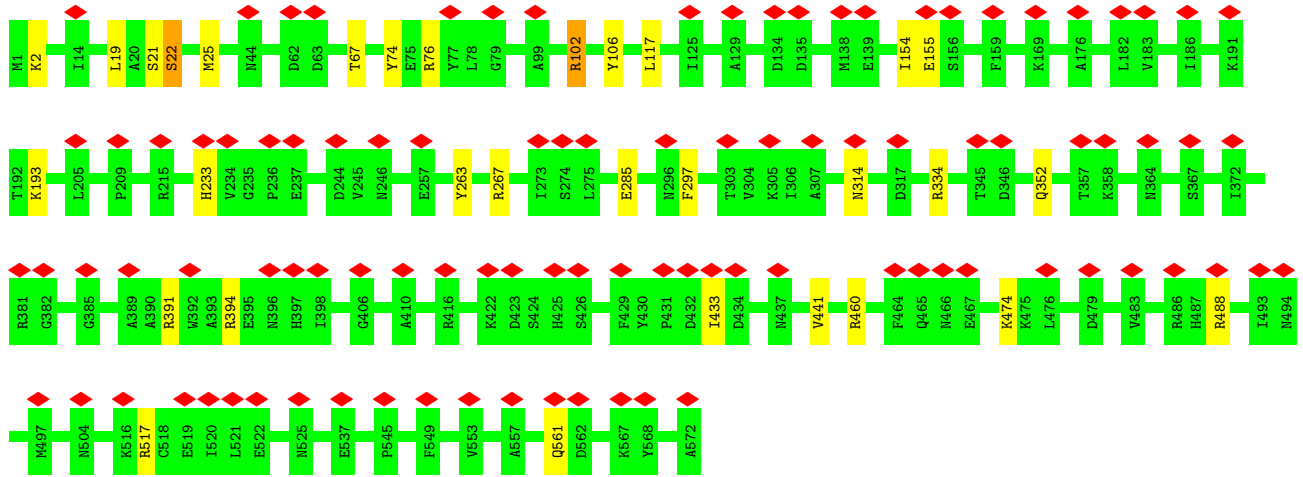 M1 K2 I14 L19 A20 S21 S22 M25 N44 D62 D63 T67 Y74 E75 R76 Y77 L78 G79 A99 R102 Y106 L117 I125 A129 D134 D135 M138 E139 I154 E155 S156 F159 K169 A176 L182 V183 I186 K191
T192 K193 L205 P209 R215 H233 V234 G235 P236 E237 D244 V245 N246 E257 Y263 R267 I273 S274 L275 E285 N296 F297 T303 V304 K305 I306 A307 N314 D317 R334 T345 D346 Q352 T357 K358 N364 S367 I372
R381 G382 G385 A389 A390 R391 W392 A393 R394 E395 N396 H397 I398 G406 A410 R416 K422 D423 S424 H425 S426 F429 Y430 P431 D432 I433 D434 N437 V441 R460 F464 Q465 N466 E467 K474 K475 L476 D479 V483 R486 H487 R488 I493 N494
M497 N504 K516 R517 C518 E519 I520 L521 E522 N525 E537 P545 F549 V553 A557 Q561 D562 K567 Y568 A572